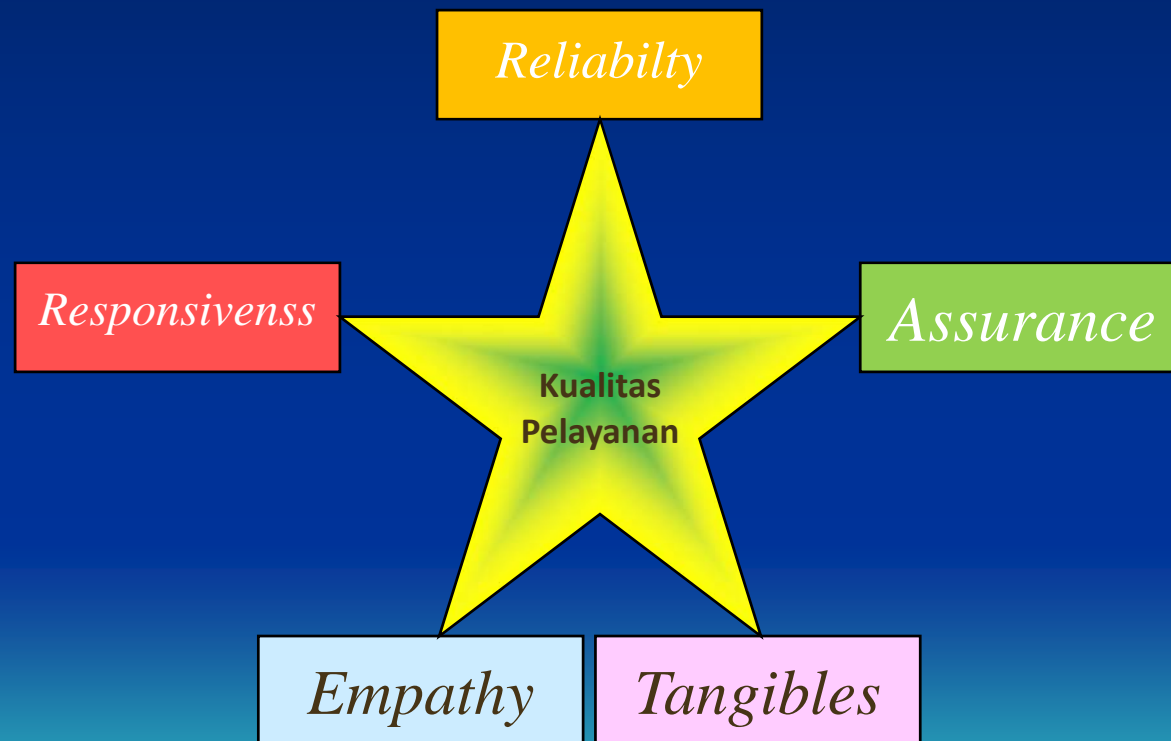 Reliabilty
Responsivenss
Assurance
Kualitas
Pelayanan
Empathy
Tangibles